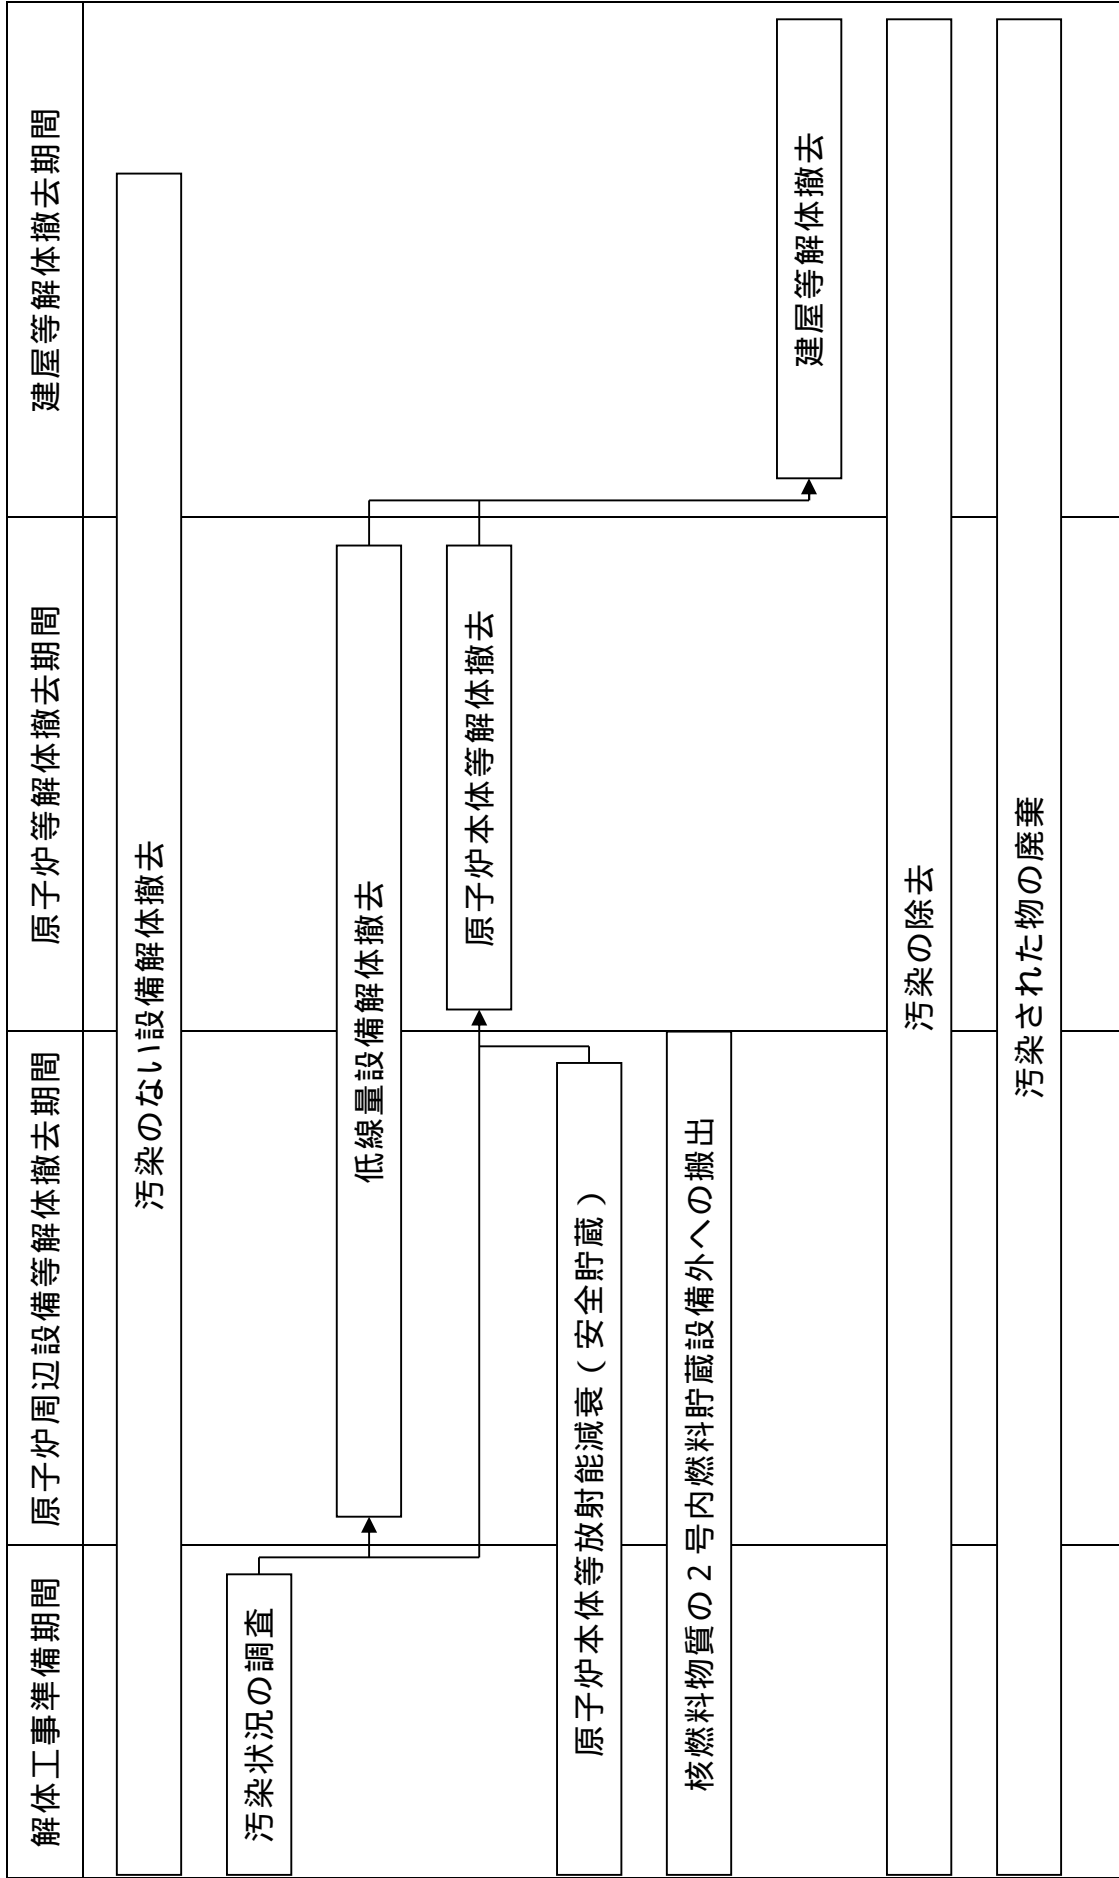 解体工事準備期間
原子炉周辺設備等解体撤去期間
原子炉等解体撤去期間
建屋等解体撤去期間
汚染のない設備解体撤去
汚染状況の調査
低線量設備解体撤去
原子炉本体等解体撤去
原子炉本体等放射能減衰(安全貯蔵)
核燃料物質の2号内燃料貯蔵設備外への搬出
建屋等解体撤去
汚染の除去
汚染された物の廃棄